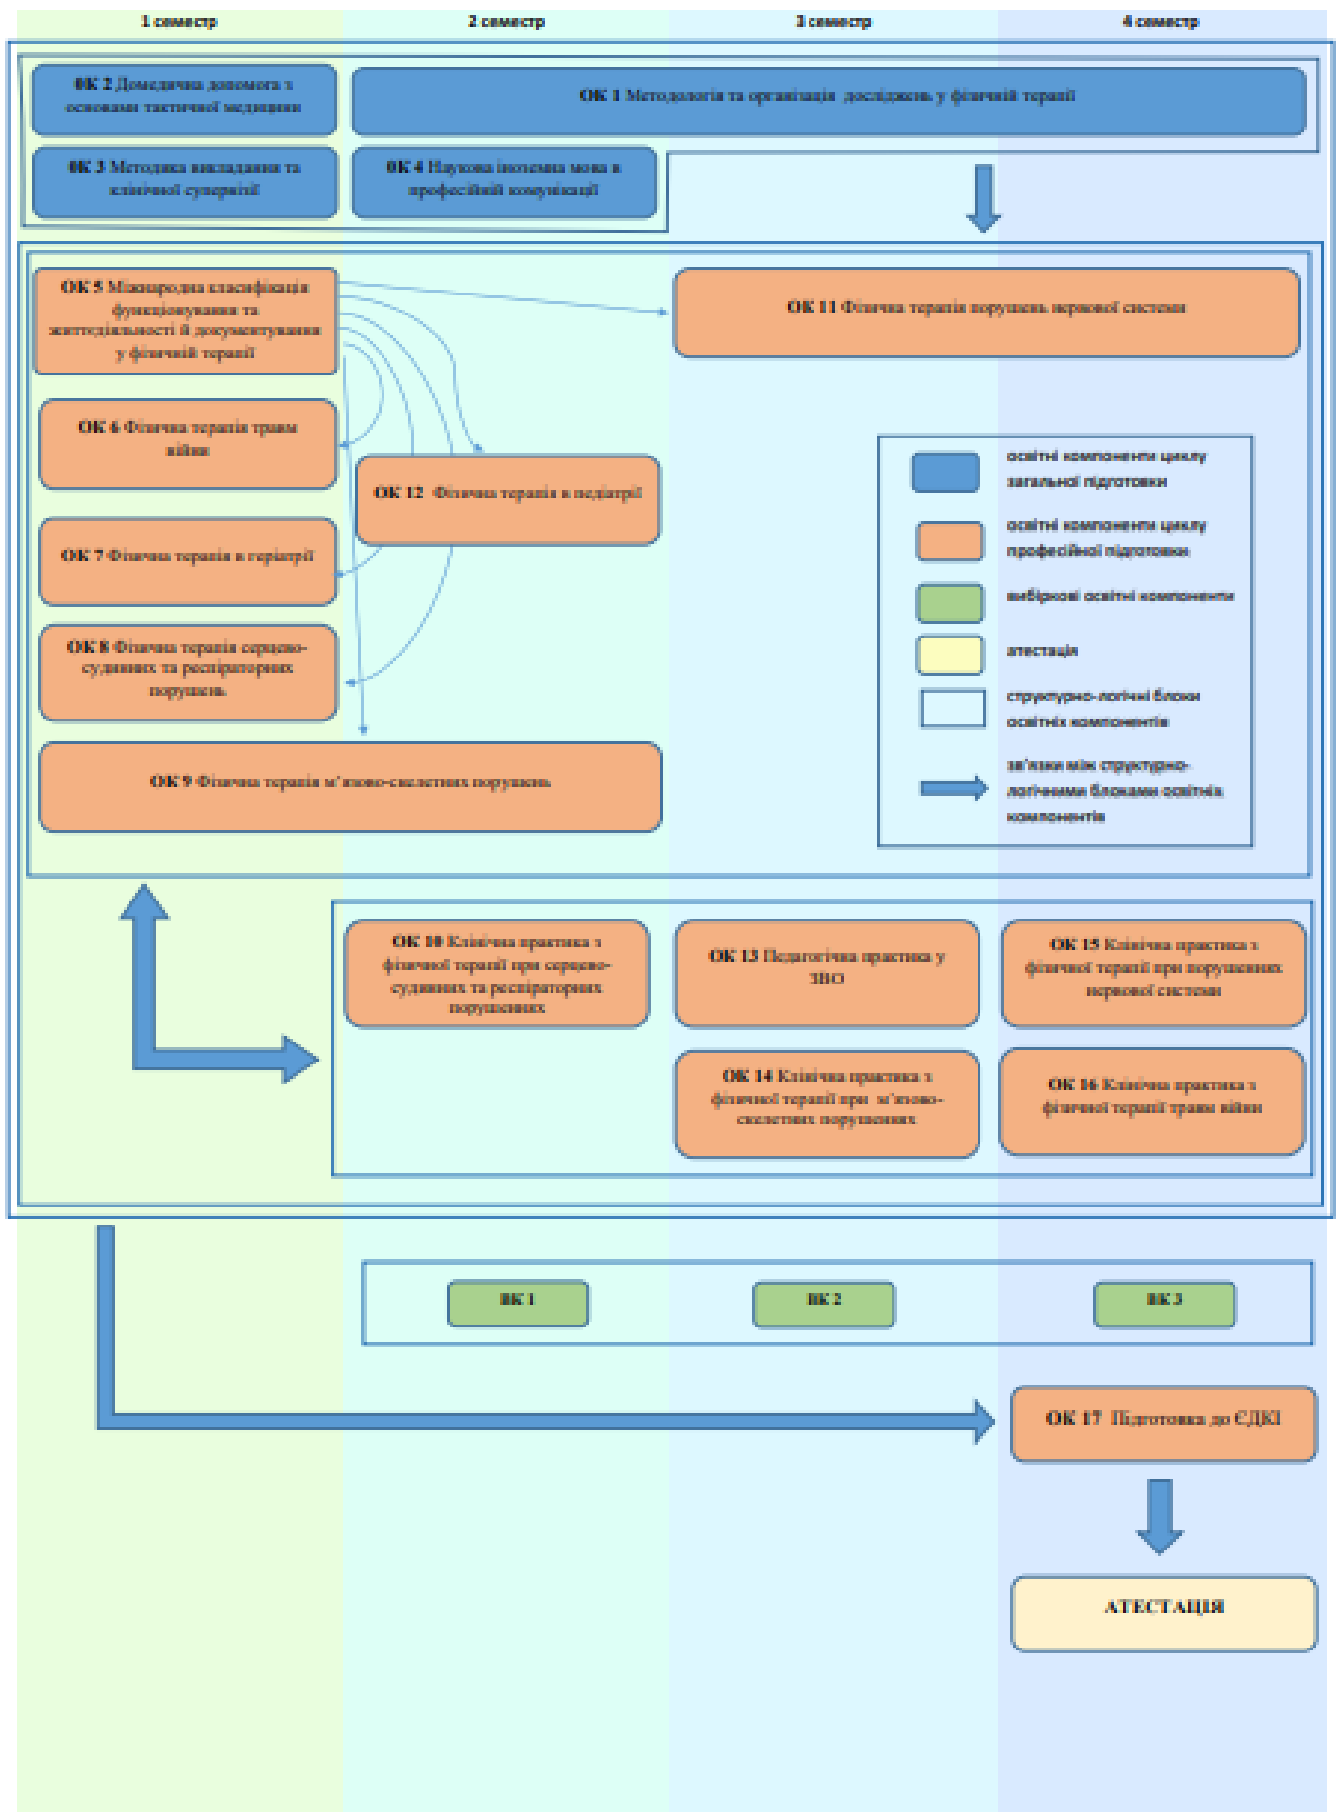 1 семестр
2 семестр
3 семестр
4 семестр
ОК 2 Домедична допомога з
основами тактичної медицини
ОК 1 Методологія та організація досліджень у фізичній терапії
ОК 3 Методика викладання та
клінічної супервізії
ОК 4 Наукова іноземна мова в
професійній комунікації
ОК 5 Міжнародна класифікація
функціонування та
життєдіяльності й документування
у фізичній терапії
ОК 11 Фізична терапія порушень нервової системи
ОК 6 Фізична терапія травм
війни
ОК 12 Фізична терапія в педіатрії
ОК 7 Фізична терапія в геріатрії
ОК 8 Фізична терапія серцево-
судинних та респіраторних
порушень
ОК 9 Фізична терапія м'язово-скелетних порушень
освітні компоненти циклу
загальної підготовки
освітні компоненти циклу
професійної підготовки
вибіркові освітні компоненти
атестація
структурно-логічні блоки
освітніх компонентів
зв'язки між структурно-
логічними блоками освітніх
компонентів
ОК 10 Клінічна практика з
фізичної терапії при серцево-
судинних та респіраторних
порушеннях
ОК 13 Педагогічна практика у
ЗВО
ОК 15 Клінічна практика з
фізичної терапії при порушеннях
нервової системи
ОК 14 Клінічна практика з
фізичної терапії при м'язово-
скелетних порушеннях
ОК 16 Клінічна практика з
фізичної терапії травм війни
ВК 1
ВК 2
ВК 3
ОК 17 Підготовка до ЄДКІ
АТЕСТАЦІЯ